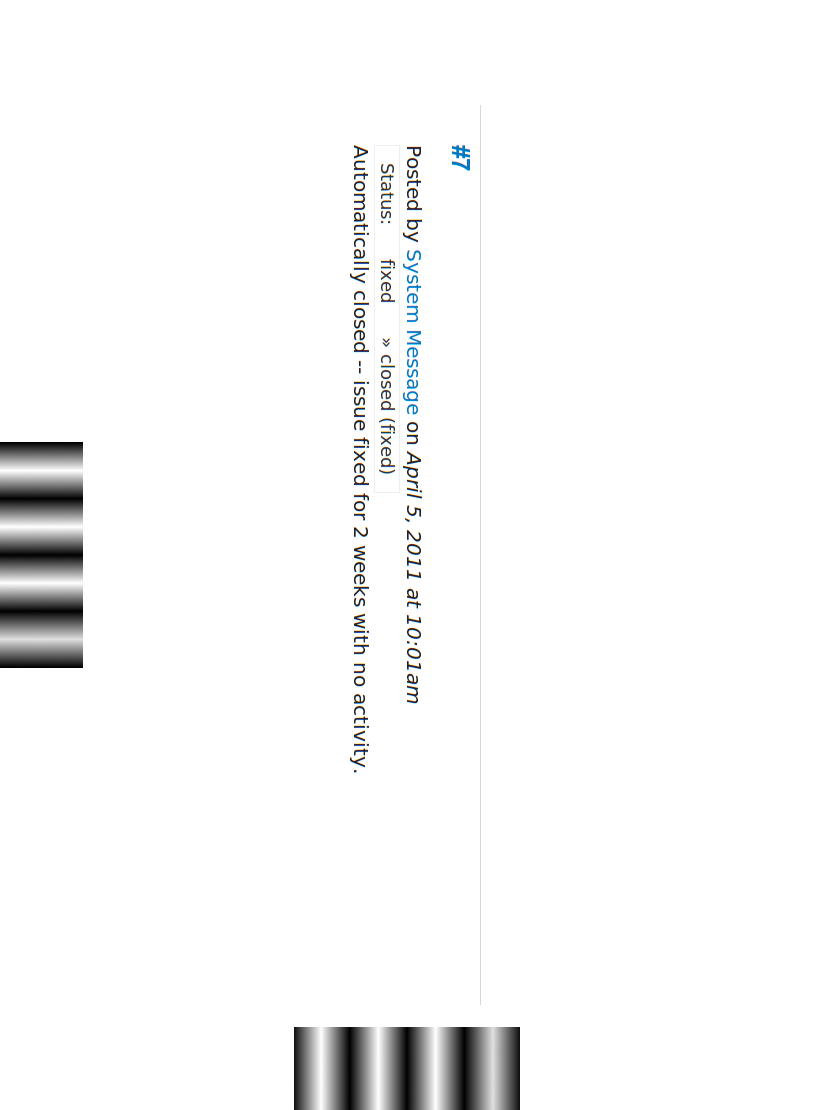 #7
Posted by System Message on April 5, 2011 at 10:01am
Status: fixed » closed (fixed)
Automatically closed -- issue fixed for 2 weeks with no activity.